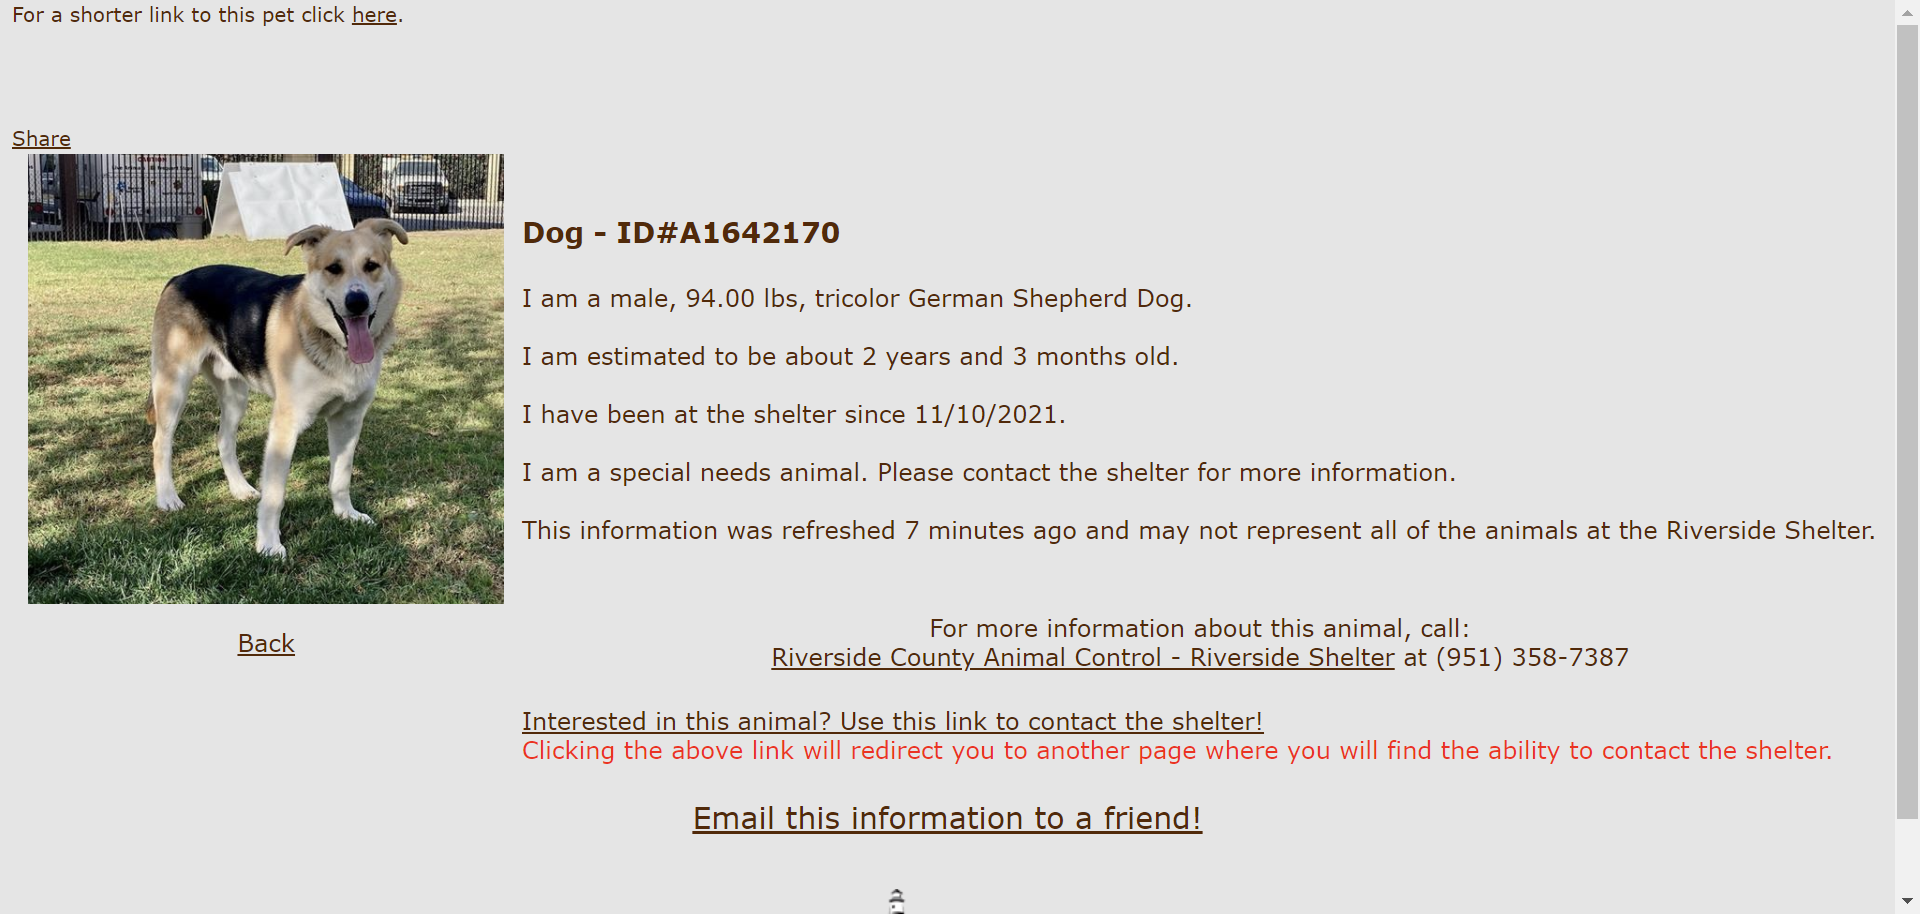 For a shorter link to this pet click here.
Share
Dog - ID#A1642170
I am a male, 94.00 lbs, tricolor German Shepherd Dog.
I am estimated to be about 2 years and 3 months old.
I have been at the shelter since 11/10/2021.
I am a special needs animal. Please contact the shelter for more information.
This information was refreshed 7 minutes ago and may not represent all of the animals at the Riverside Shelter.
For more information about this animal, call:
Riverside County Animal Control - Riverside Shelter at (951) 358-7387
Back
Interested in this animal? Use this link to contact the shelter!
Clicking the above link will redirect you to another page where you will find the ability to contact the shelter.
Email this information to a friend!